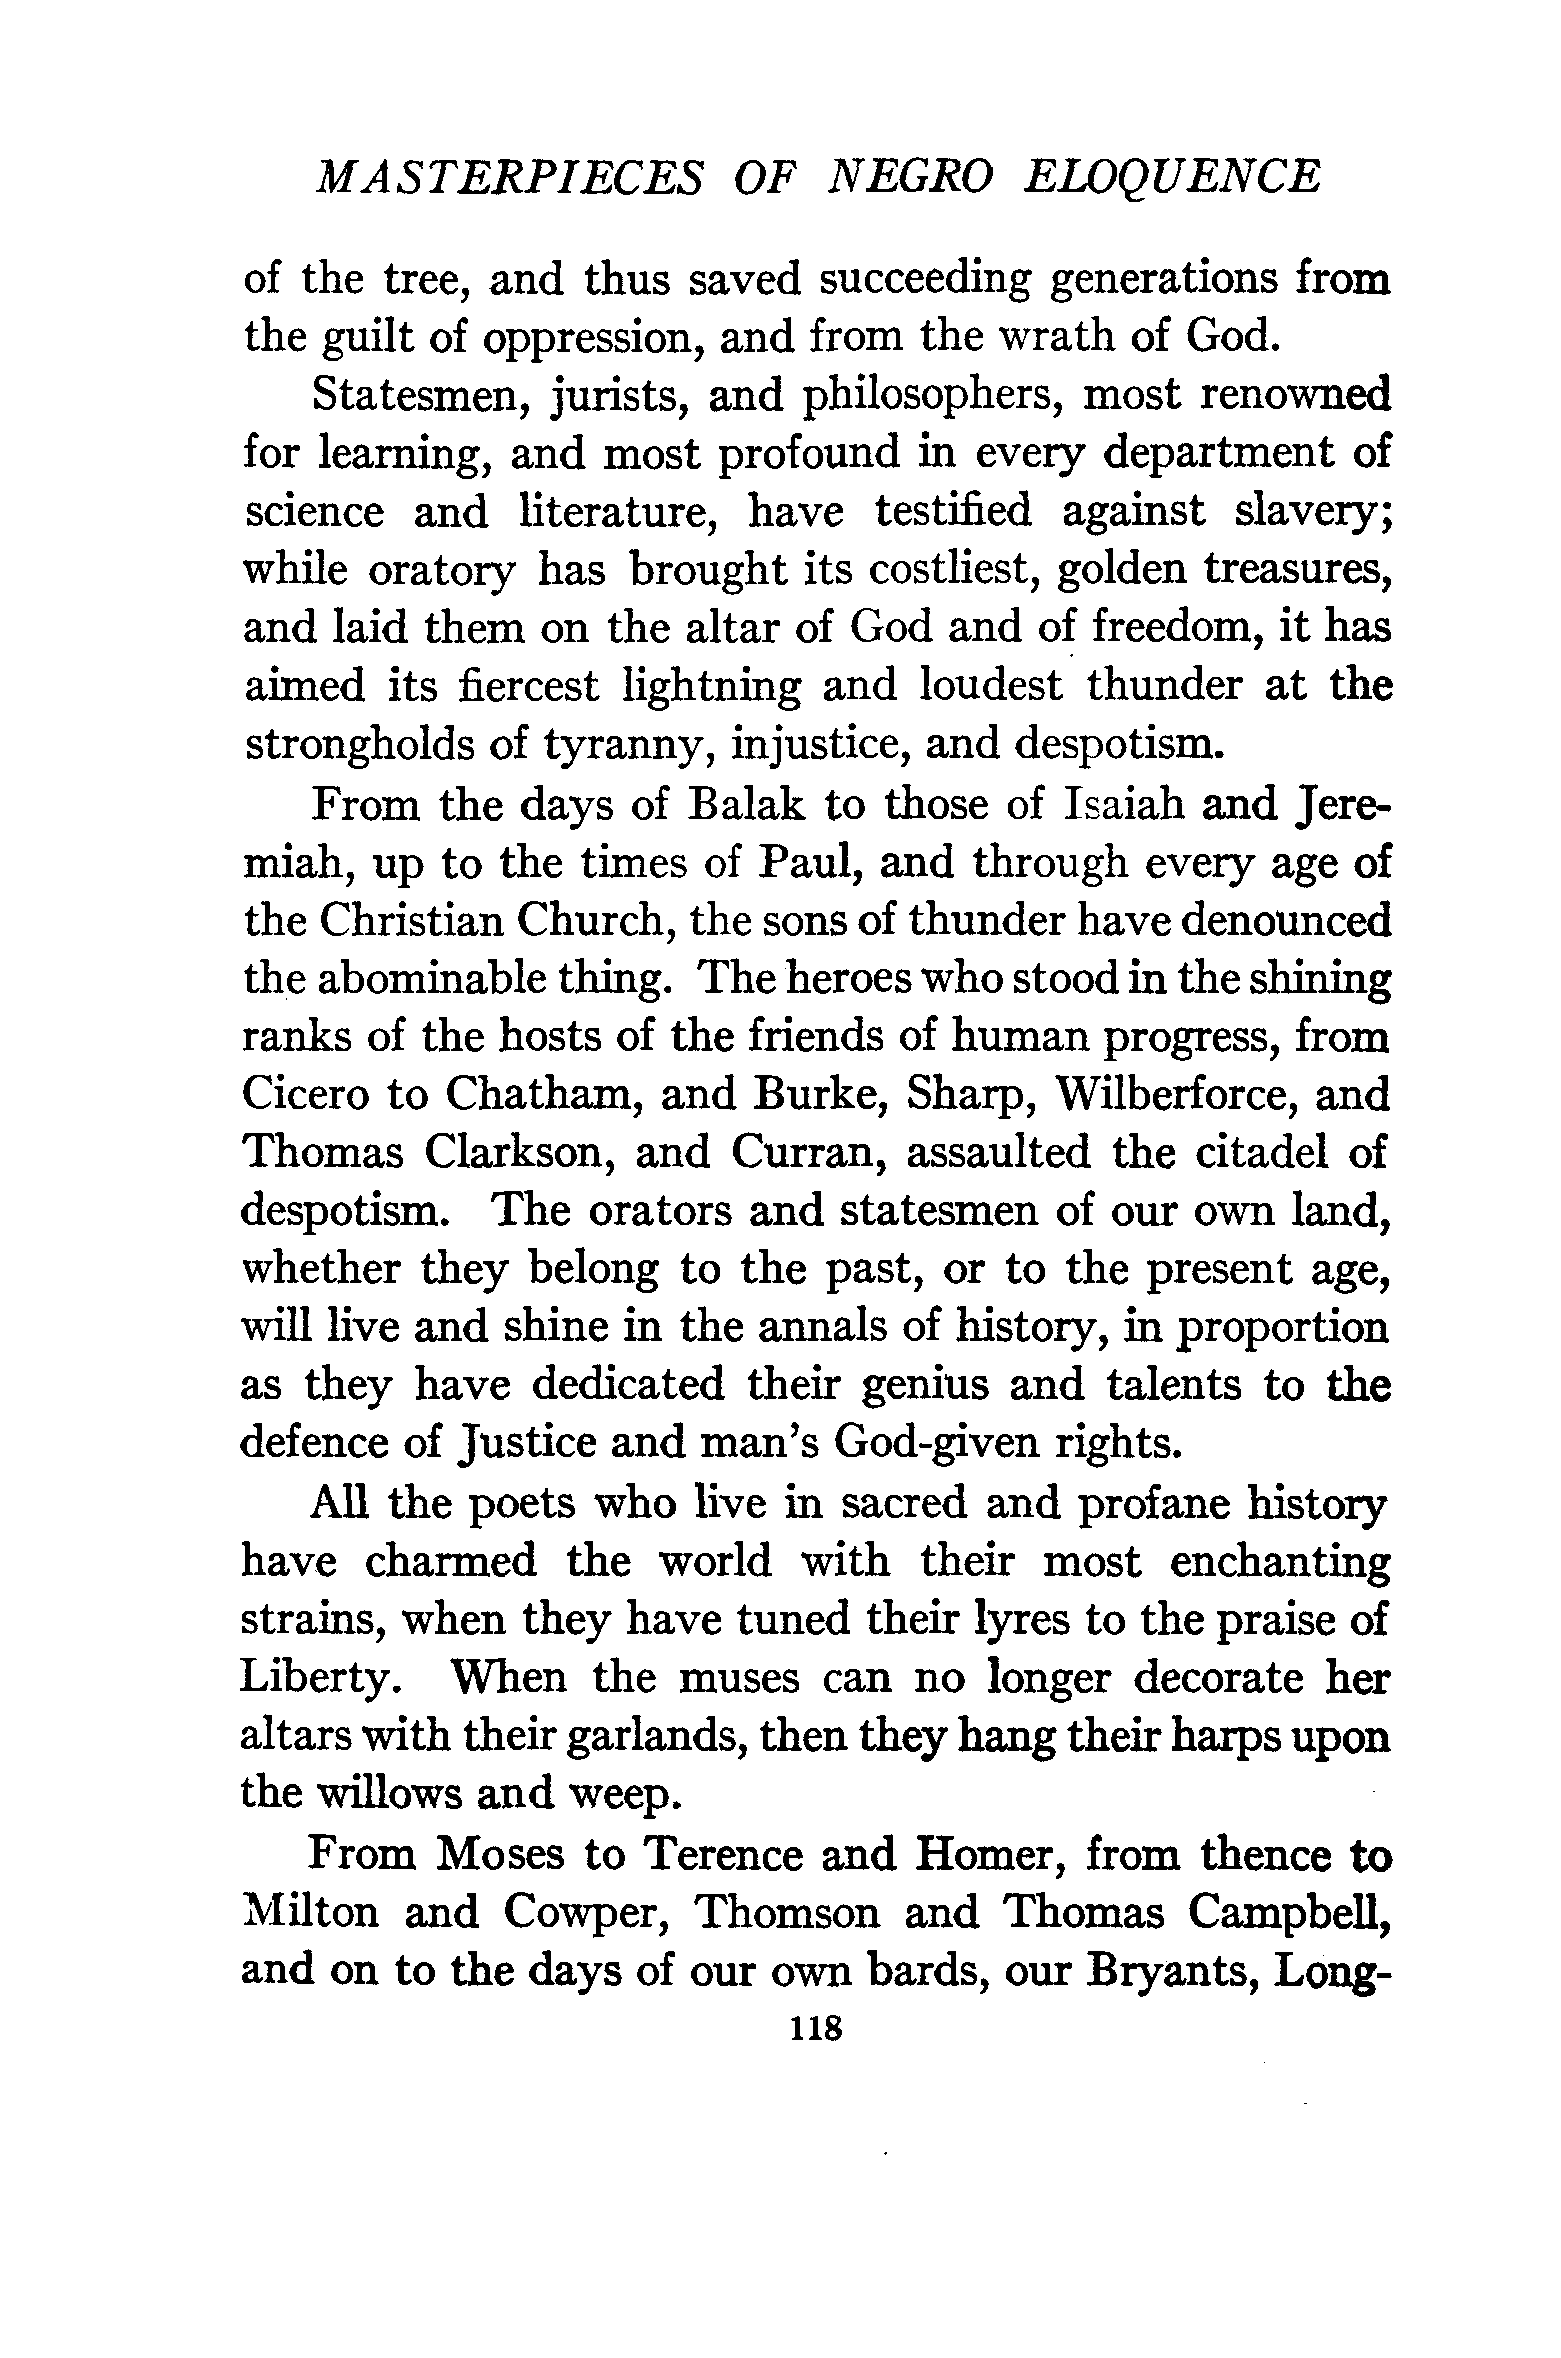 MASTERPIECES OF NEGRO ELOQUENCE
of the tree, and thus saved succeeding generations from
the guilt of oppression, and from the wrath of God.
Statesmen, jurists, and philosophers, most renowned
for learning, and most profound in every department of
science and literature, have testified against slavery;
while oratory has brought its costliest, golden treasures,
and laid them on the altar of God and of freedom, it has
aimed its fiercest lightning and loudest thunder at the
strongholds of tyranny, injustice, and despotism.
From the days of Balak to those of Isaiah and Jere-
miah, up to the times of Paul, and through every age of
the Christian Church, the sons of thunder have denounced
the abominable thing. The heroes who stood in the shining
ranks of the hosts of the friends of human progress, from
Cicero to Chatham, and Burke, Sharp, Wilberforce, and
Thomas Clarkson, and Curran, assaulted the citadel of
despotism. The orators and statesmen of our own land,
whether they belong to the past, or to the present age,
will live and shine in the annals of history, in proportion
as they have dedicated their genius and talents to the
defence of Justice and man's God-given rights.
All the poets who live in sacred and profane history
have charmed the world with their most enchanting
strains, when they have tuned their lyres to the praise of
Liberty. When the muses can no longer decorate her
altars with their garlands, then they hang their harps upon
the willows and weep.
From Moses to Terence and Homer, from thence to
Milton and Cowper, Thomson and Thomas Campbell,
and on to the days of our own bards, our Bryants, Long-
118